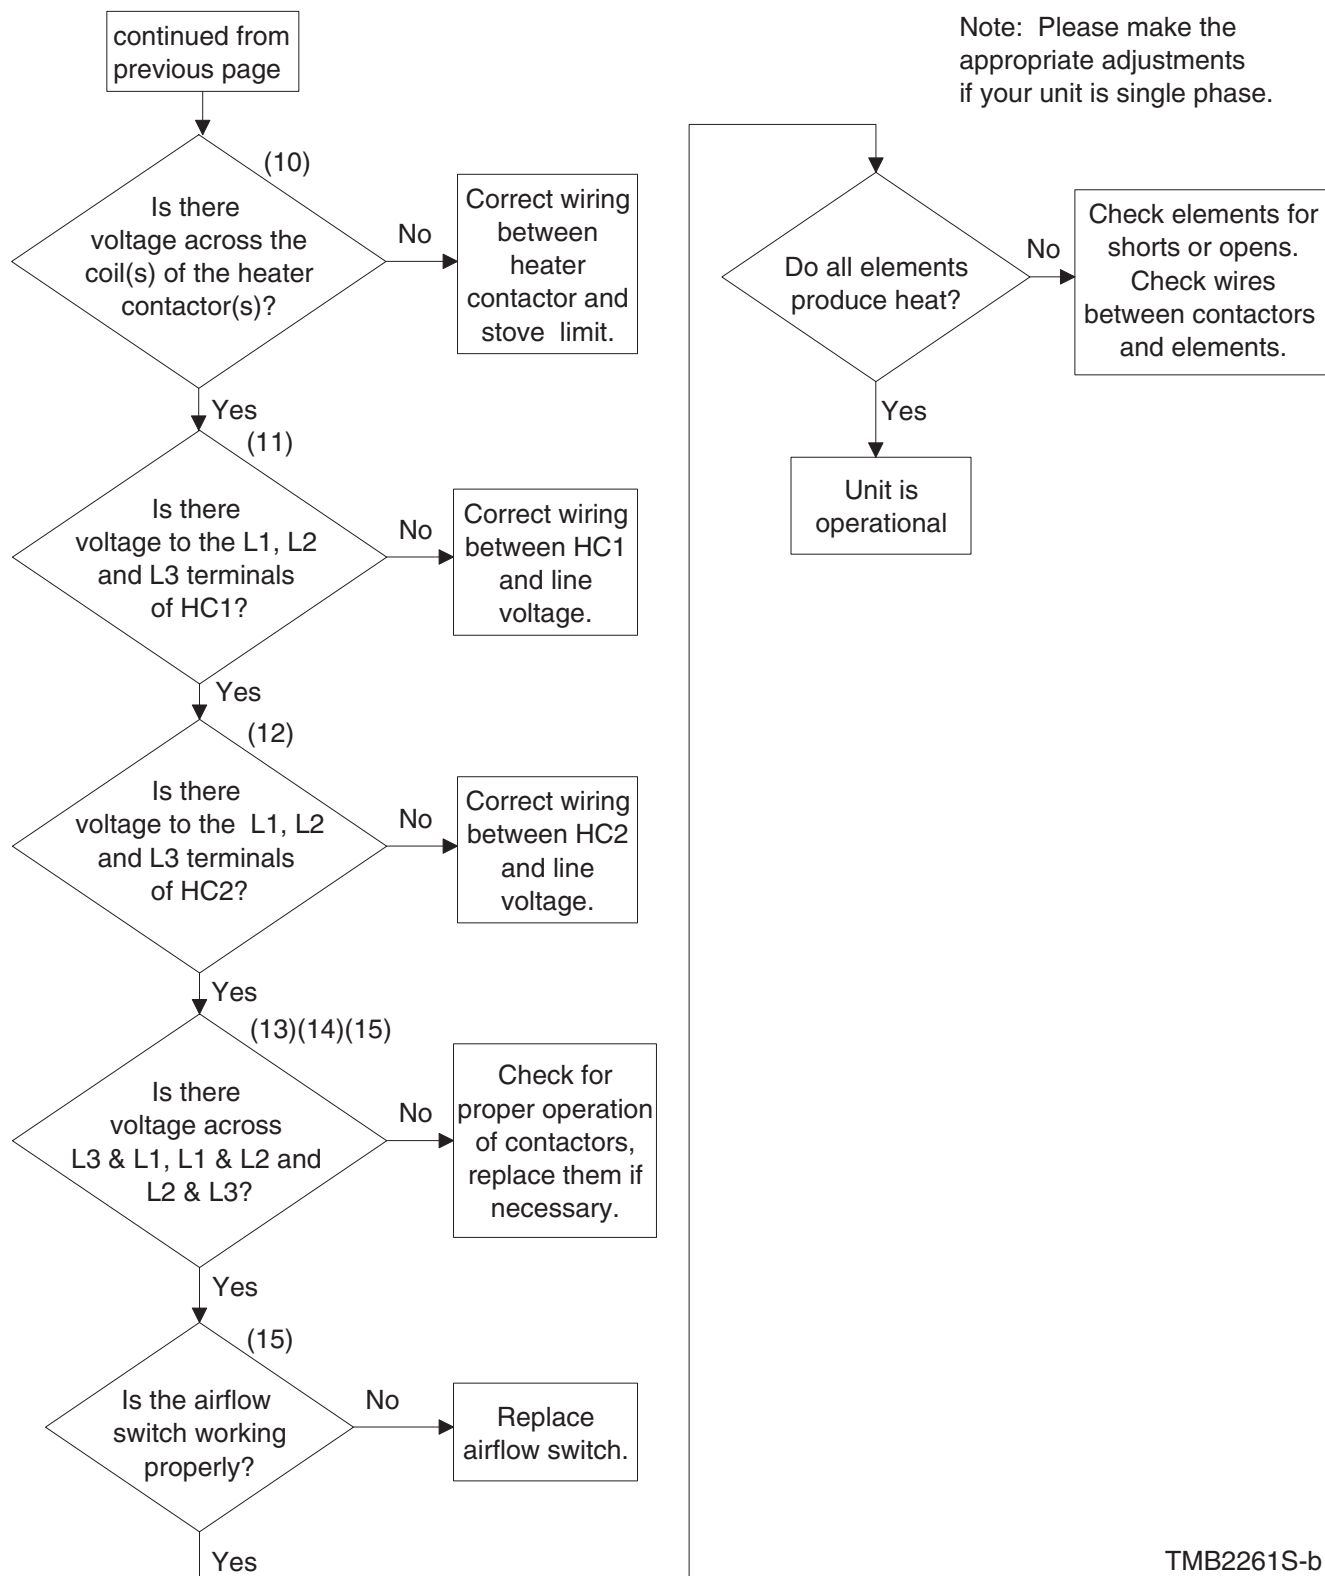 continued from
previous page
Note: Please make the
appropriate adjustments
if your unit is single phase.
(10)
Is there
voltage across the
coil(s) of the heater
contactor(s)?
No
Correct wiring
between
heater
contactor and
stove limit.
Yes
(11)
Is there
voltage to the L1, L2
and L3 terminals
of HC1?
No
Correct wiring
between HC1
and line
voltage.
Yes
(12)
Is there
voltage to the L1, L2
and L3 terminals
of HC2?
No
Correct wiring
between HC2
and line
voltage.
Yes
(13)(14)(15)
Is there
voltage across
L3 & L1, L1 & L2 and
L2 & L3?
No
Check for
proper operation
of contactors,
replace them if
necessary.
Yes
(15)
Is the airflow
switch working
properly?
No
Replace
airflow switch.
Yes
Do all elements
produce heat?
No
Check elements for
shorts or opens.
Check wires
between contactors
and elements.
Yes
Unit is
operational
TMB2261S-b